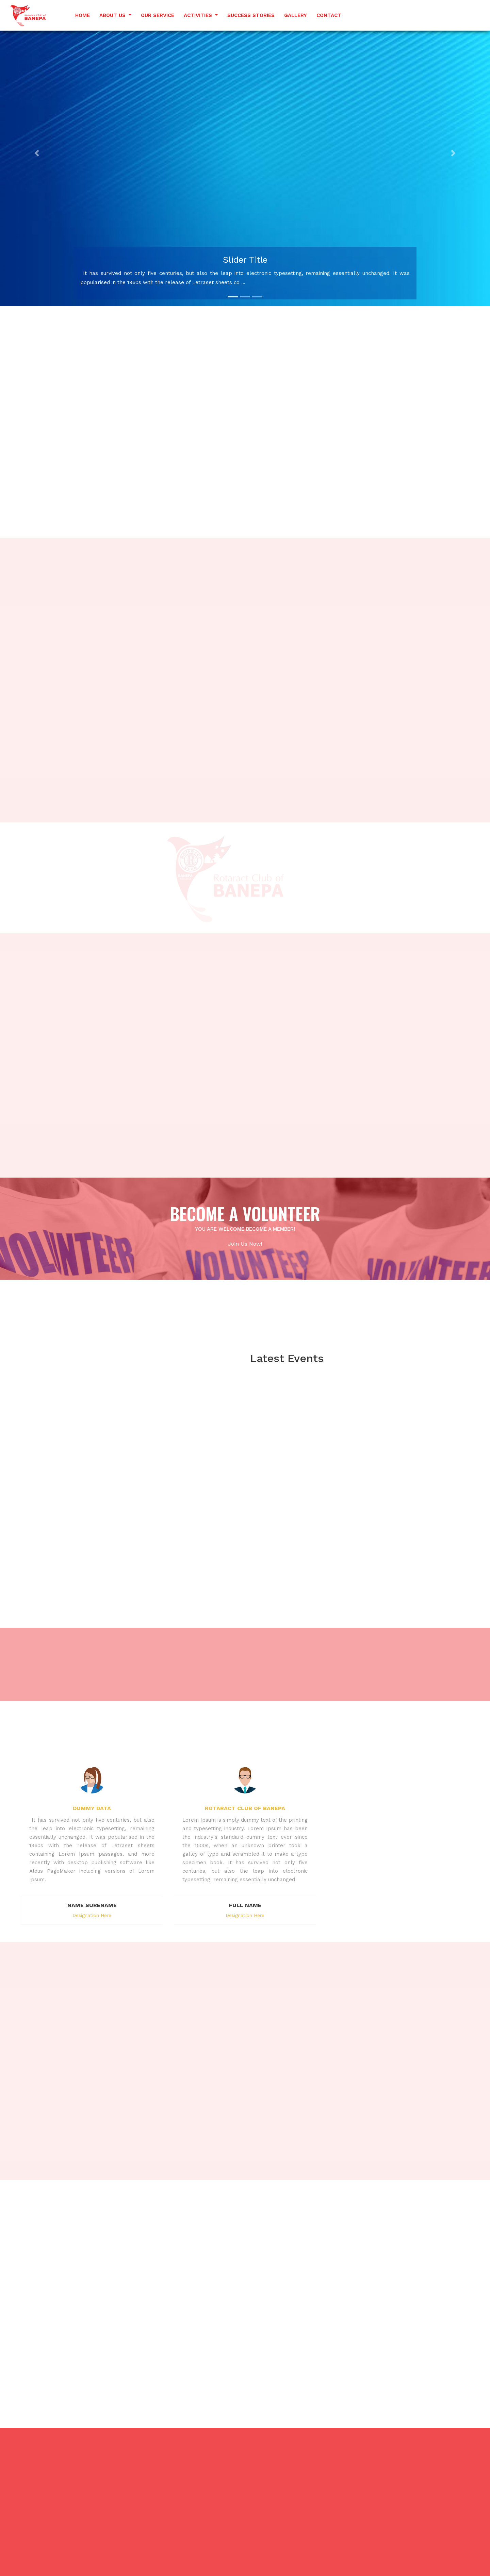 BANEPA
HOME ABOUT US OUR SERVICE ACTIVITIES SUCCESS STORIES GALLERY CONTACT
Slider Title
It has survived not only five centuries, but also the leap into electronic typesetting, remaining essentially unchanged. It was
popularised in the 1960s with the release of Letraset sheets co ...
Rotaract Club of
BANEPA
BECOME A VOLUNTEER
YOU ARE WELCOME BECOME A MEMBER!
Join Us Now!
VOLUNTEER
VOLUNTEER
VOLUNTEER
Latest Events
DUMMY DATA
It has survived not only five centuries, but also
the leap into electronic typesetting, remaining
essentially unchanged. It was popularised in the
1960s with the release of Letraset sheets
containing Lorem Ipsum passages, and more
recently with desktop publishing software like
Aldus PageMaker including versions of Lorem
Ipsum.
NAME SURENAME
Designation Here
ROTARACT CLUB OF BANEPA
Lorem Ipsum is simply dummy text of the printing
and typesetting industry. Lorem Ipsum has been
the industry's standard dummy text ever since
the 1500s, when an unknown printer took a
galley of type and scrambled it to make a type
specimen book. It has survived not only five
centuries, but also the leap into electronic
typesetting, remaining essentially unchanged
FULL NAME
Designation Here